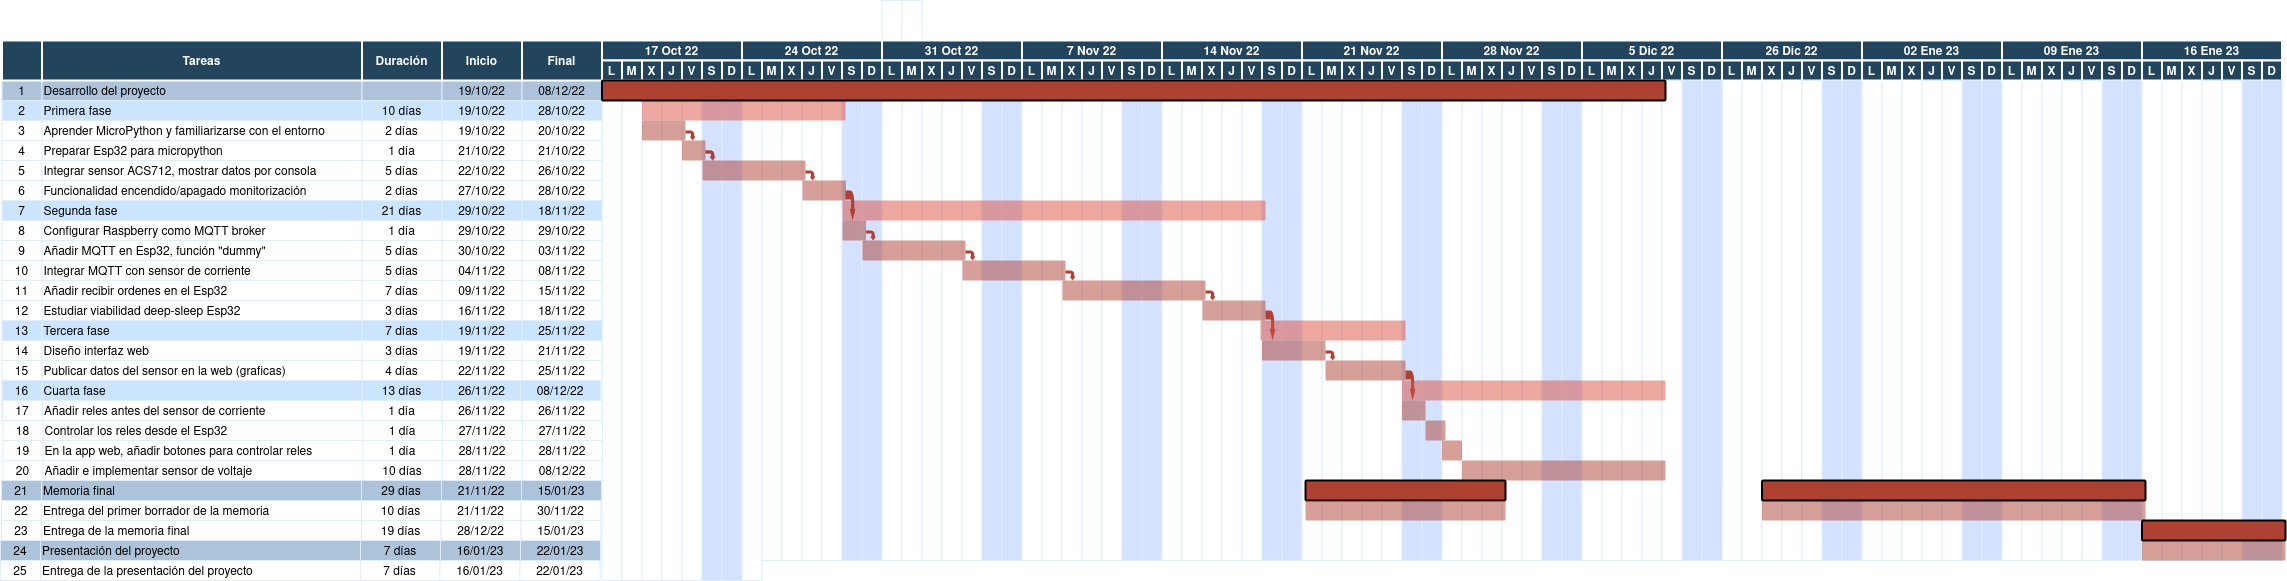 17 Oct 22 24 Oct 22 31 Oct 22 7 Nov 22 14 Nov 22 21 Nov 22 28 Nov 22 5 Dic 22 26 Dic 22 02 Ene 23 09 Ene 23 16 Ene 23
Tareas Duración Inicio Final
L M X J V S D L M X J V S D L M X J V S D L M X J V S D L M X J V S D L M X J V S D L M X J V S D L M X J V S D L M X J V S D L M X J V S D L M X J V S D L M X J V S D
1 Desarrollo del proyecto 19/10/22 08/12/22
2 Primera fase 10 días 19/10/22 28/10/22
3 Aprender MicroPython y familiarizarse con el entorno 2 días 19/10/22 20/10/22
4 Preparar Esp32 para micropython 1 día 21/10/22 21/10/22
5 Integrar sensor ACS712, mostrar datos por consola 5 días 22/10/22 26/10/22
6 Funcionalidad encendido/apagado monitorización 2 días 27/10/22 28/10/22
7 Segunda fase 21 días 29/10/22 18/11/22
8 Configurar Raspberry como MQTT broker 1 día 29/10/22 29/10/22
9 Añadir MQTT en Esp32, función "dummy" 5 días 30/10/22 03/11/22
10 Integrar MQTT con sensor de corriente 5 días 04/11/22 08/11/22
11 Añadir recibir ordenes en el Esp32 7 días 09/11/22 15/11/22
12 Estudiar viabilidad deep-sleep Esp32 3 días 16/11/22 18/11/22
13 Tercera fase 7 días 19/11/22 25/11/22
14 Diseño interfaz web 3 días 19/11/22 21/11/22
15 Publicar datos del sensor en la web (graficas) 4 días 22/11/22 25/11/22
16 Cuarta fase 13 días 26/11/22 08/12/22
17 Añadir reles antes del sensor de corriente 1 día 26/11/22 26/11/22
18 Controlar los reles desde el Esp32 1 día 27/11/22 27/11/22
19 En la app web, añadir botones para controlar reles 1 día 28/11/22 28/11/22
20 Añadir e implementar sensor de voltaje 10 días 28/11/22 08/12/22
21 Memoria final 29 días 21/11/22 15/01/23
22 Entrega del primer borrador de la memoria 10 días 21/11/22 30/11/22
23 Entrega de la memoria final 19 días 28/12/22 15/01/23
24 Presentación del proyecto 7 días 16/01/23 22/01/23
25 Entrega de la presentación del proyecto 7 días 16/01/23 22/01/23